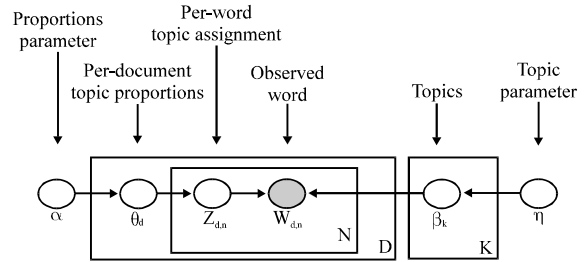 Proportions
parameter
Per-document
topic proportions
Per-word
topic assignment
Observed
word
Topics
Topic
parameter
α
θd
Zd,n
Wd,n
N
D
βk
K
η